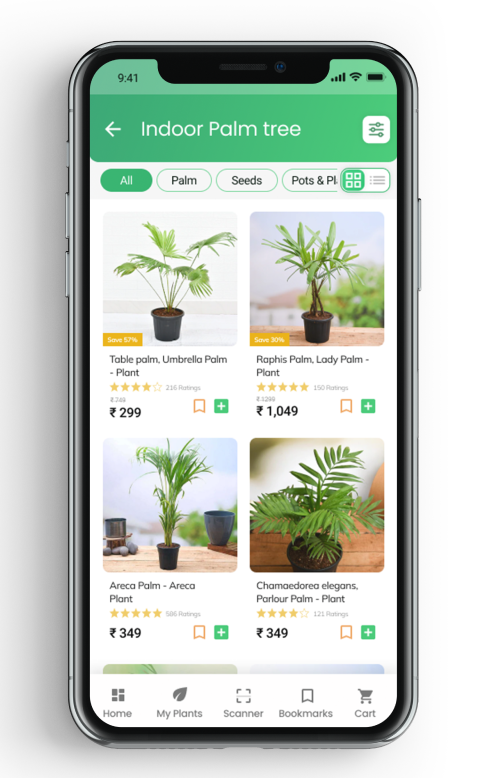 9:41
Indoor Palm tree
All
Palm
Seeds
Pots & Pl
Save 57%
Save 30%
Table palm, Umbrella Palm
- Plant
216 Ratings
₹ 749
₹ 299
Raphis Palm, Lady Palm -
Plant
150 Ratings
₹ 1299
₹ 1,049
Areca Palm - Areca
Plant
586 Ratings
₹ 349
Chamaedorea elegans,
Parlour Palm - Plant
121 Ratings
₹ 349
Home
My Plants
Scanner
Bookmarks
Cart